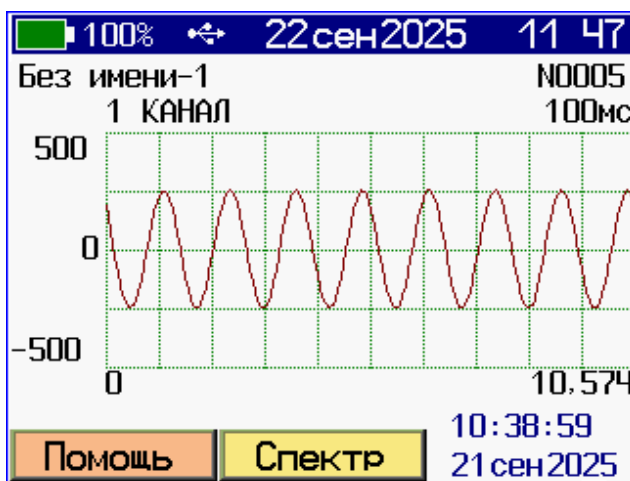 100% 22сен2025 11 47
Без имени-1 N0005
1 КАНАЛ 100мс
500
0
-500
0 10,574
10:38:59
Помощь Спектр 21сен2025